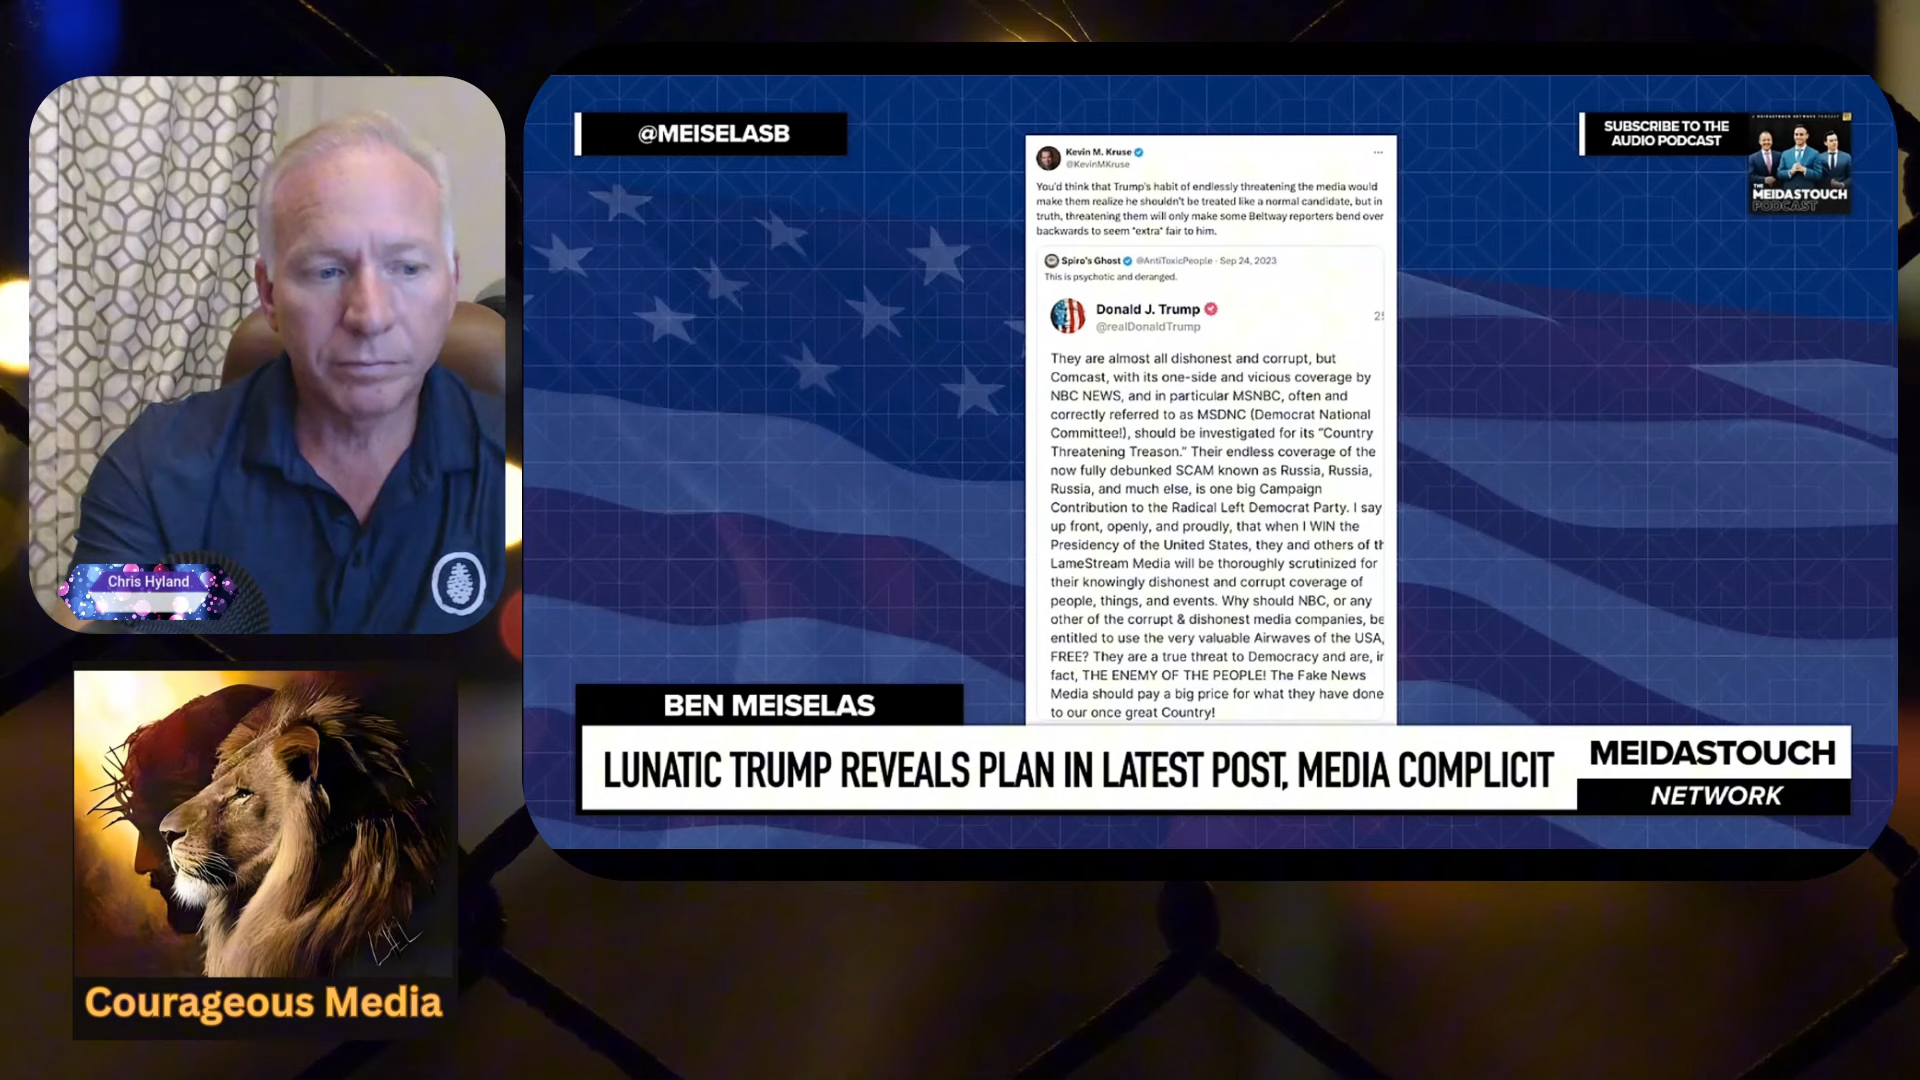 @MEISELASB
SUBSCRIBE TO THE
AUDIO PODCAST
THE
MEIDASTOUCH
PODCAST
Kevin M. Kruse
@KevinMKruse
You'd think that Trump's habit of endlessly threatening the media would
make them realize he shouldn't be treated like a normal candidate, but in
truth, threatening them will only make some Beltway reporters bend over
backwards to seem *extra* fair to him.
Spiro's Ghost @AntiToxicPeople · Sep 24, 2023
This is psychotic and deranged.
Donald J. Trump
@realDonaldTrump
They are almost all dishonest and corrupt, but
Comcast, with its one-side and vicious coverage by
NBC NEWS, and in particular MSNBC, often and
correctly referred to as MSDNC (Democrat National
Committee!), should be investigated for its “Country
Threatening Treason.” Their endless coverage of the
now fully debunked SCAM known as Russia, Russia,
Russia, and much else, is one big Campaign
Contribution to the Radical Left Democrat Party. I say
up front, openly, and proudly, that when I WIN the
Presidency of the United States, they and others of th
LameStream Media will be thoroughly scrutinized for
their knowingly dishonest and corrupt coverage of
people, things, and events. Why should NBC, or any
other of the corrupt & dishonest media companies, be
entitled to use the very valuable Airwaves of the USA,
FREE? They are a true threat to Democracy and are, in
fact, THE ENEMY OF THE PEOPLE! The Fake News
Media should pay a big price for what they have done
to our once great Country!
BEN MEISELAS
LUNATIC TRUMP REVEALS PLAN IN LATEST POST, MEDIA COMPLICIT
MEIDASTOUCH
NETWORK
Chris Hyland
Courageous Media